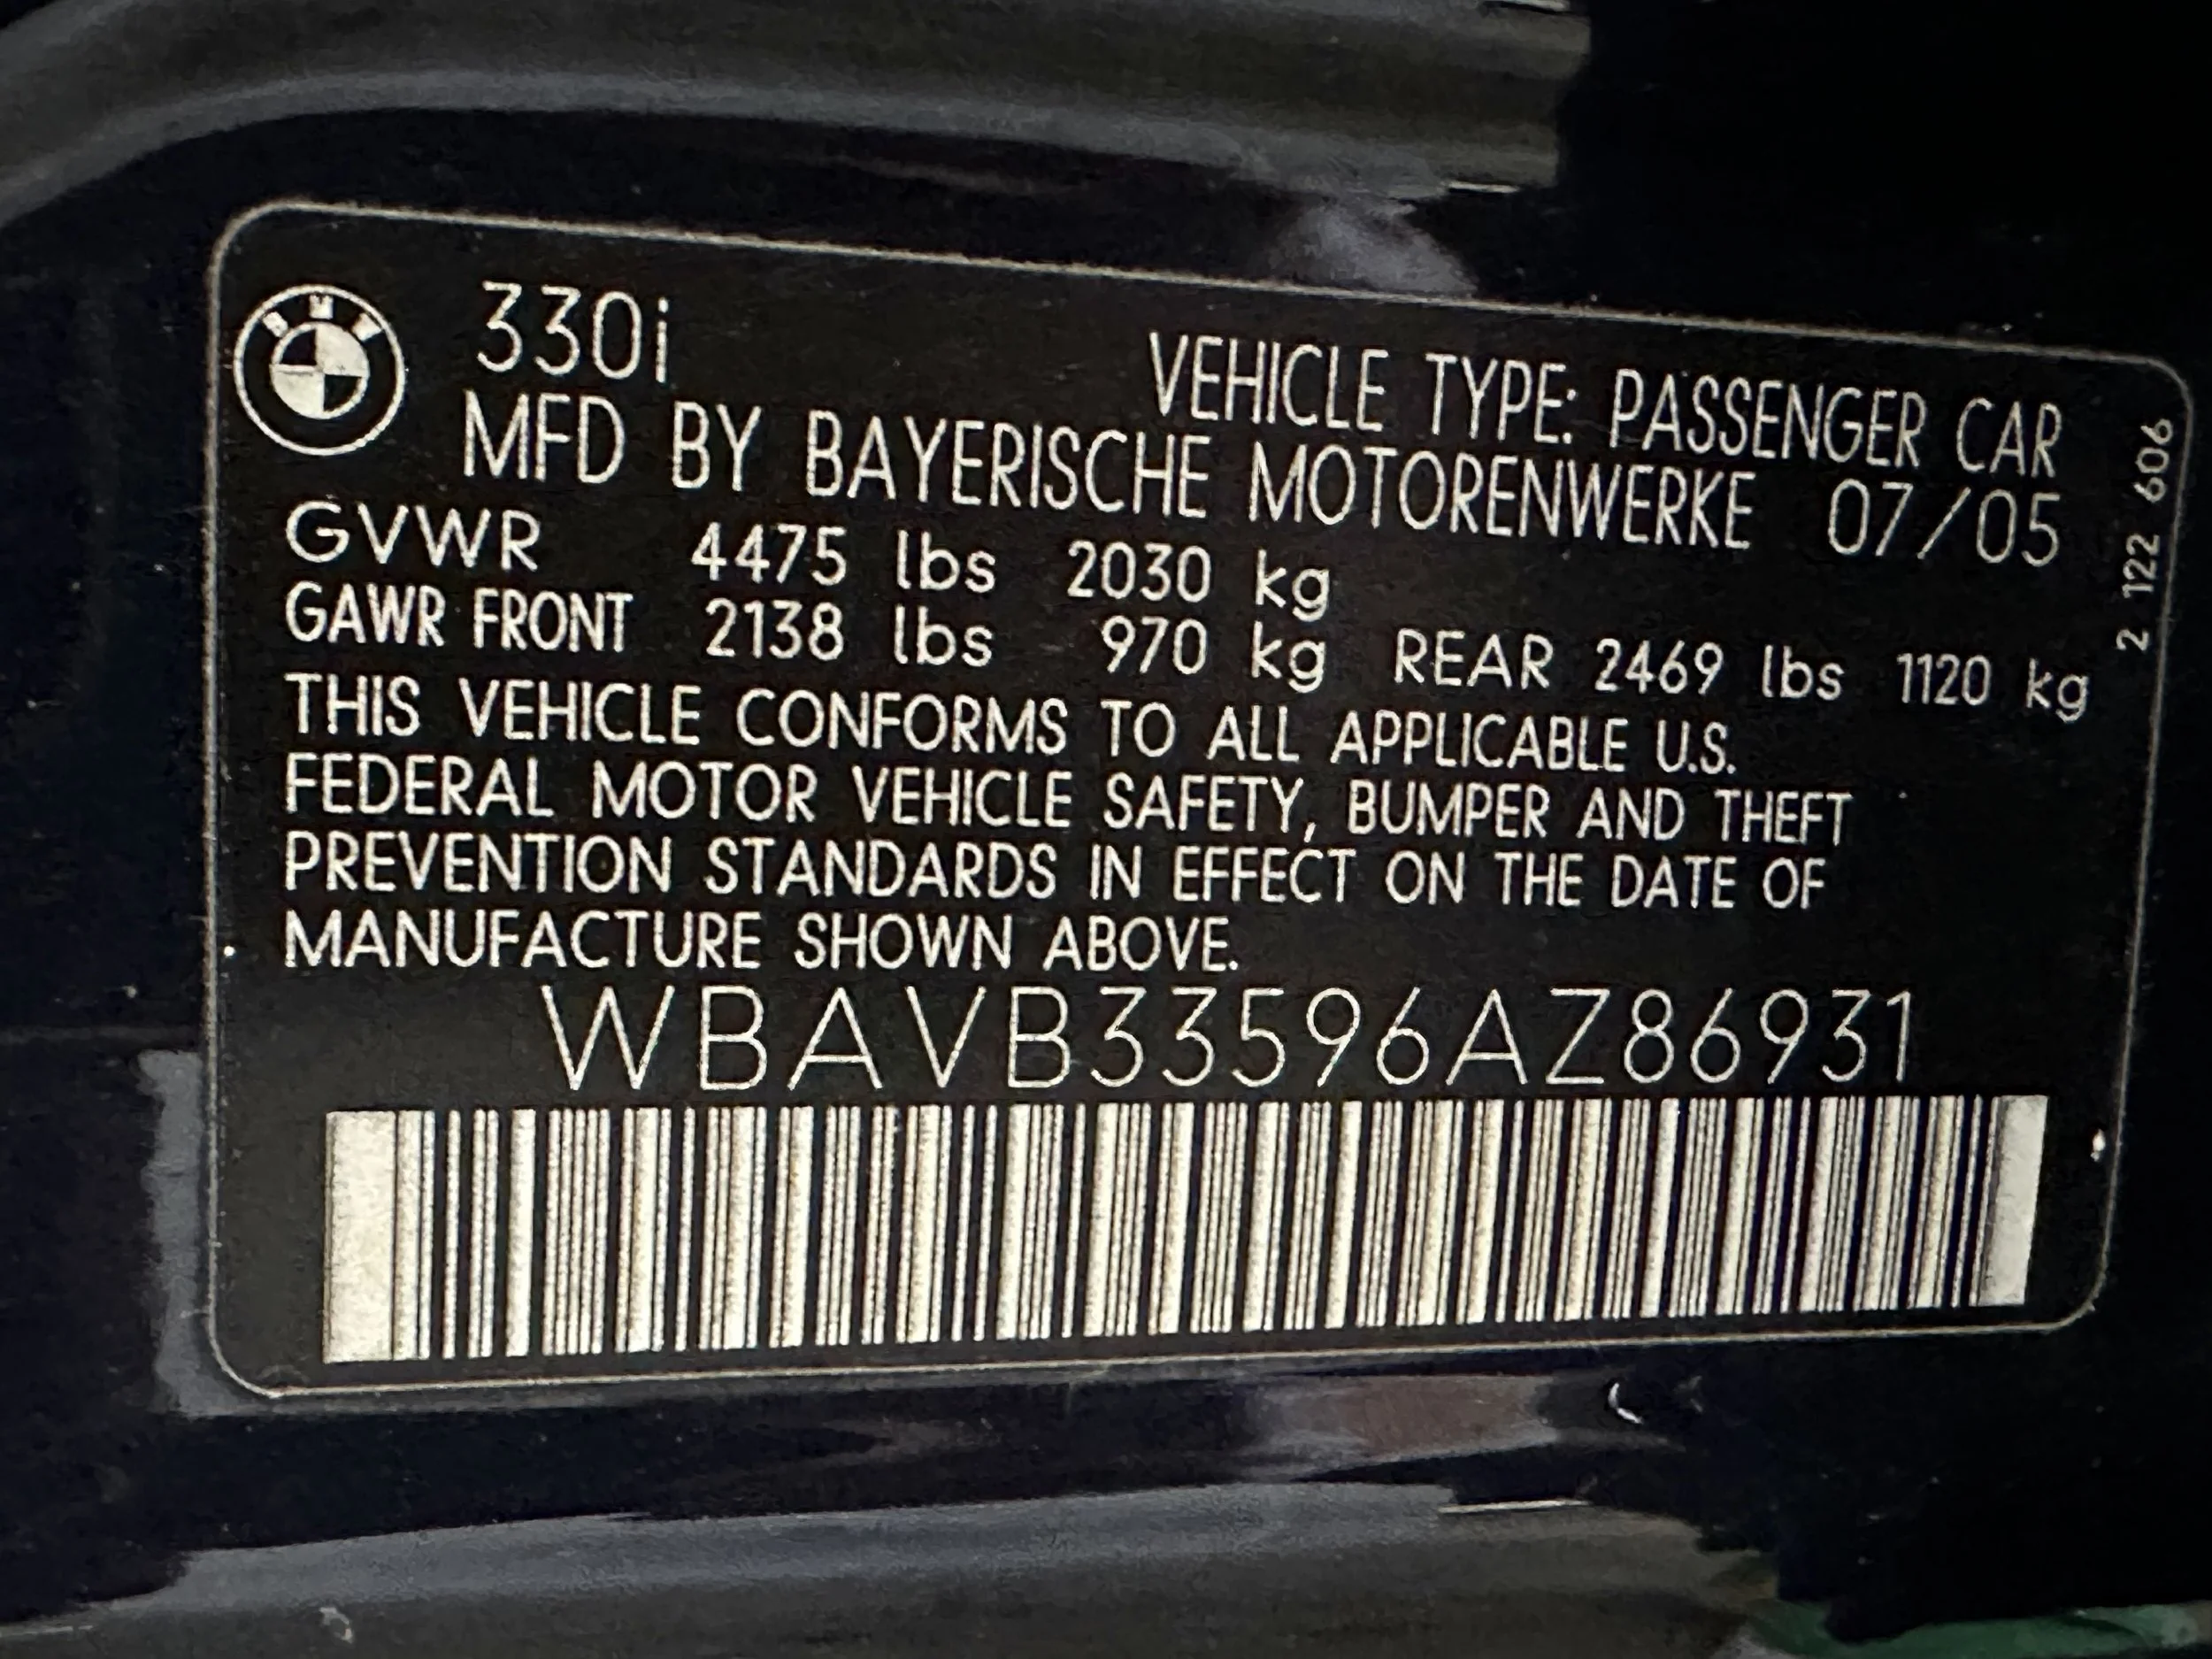 BMW
330i
VEHICLE TYPE: PASSENGER CAR
MFD BY BAYERISCHE MOTORENWERKE 07/05
GVWR 4475 lbs 2030 kg
GAWR FRONT 2138 lbs 970 kg REAR 2469 lbs 1120 kg
THIS VEHICLE CONFORMS TO ALL APPLICABLE U.S.
FEDERAL MOTOR VEHICLE SAFETY, BUMPER AND THEFT
PREVENTION STANDARDS IN EFFECT ON THE DATE OF
MANUFACTURE SHOWN ABOVE.
WBAVB33596AZ86931
2 122 606